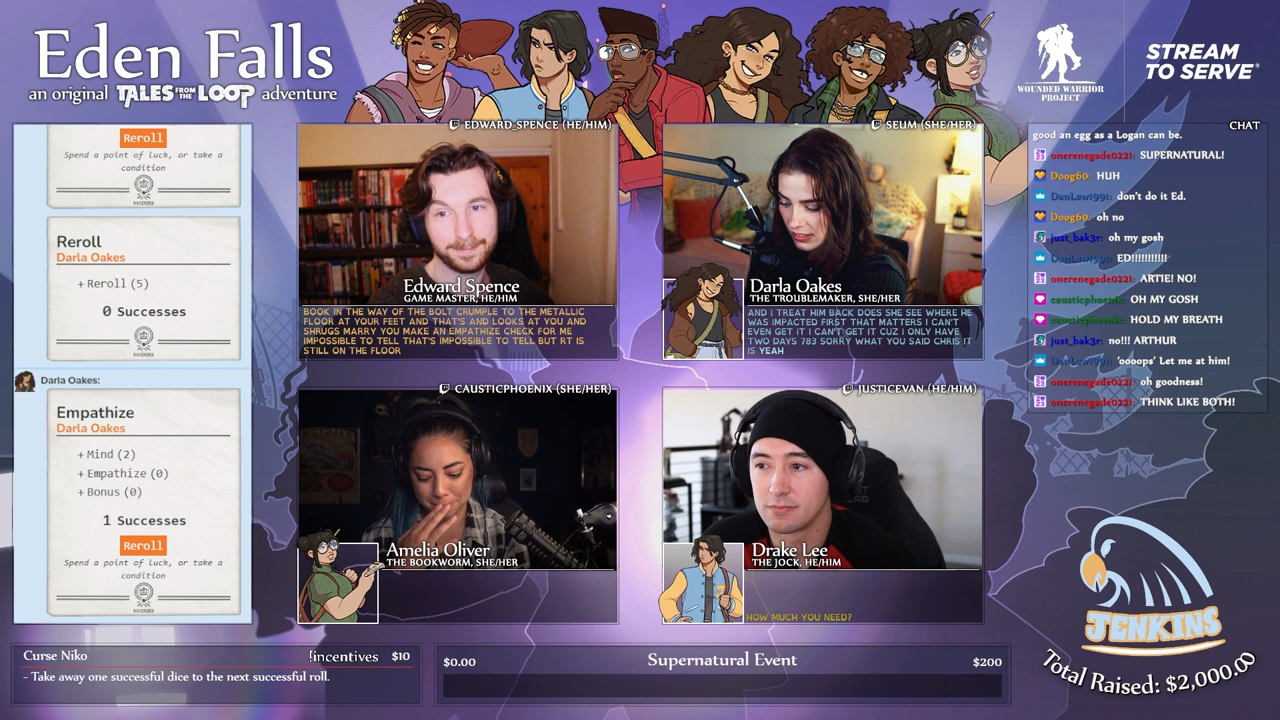 Eden Falls
an original TALES FROM THE LOOP adventure
WOUNDED WARRIOR
PROJECT
STREAM
TO SERVE
Reroll
Spend a point of luck, or take a
condition
Reroll
Darla Oakes
+ Reroll (5)
0 Successes
Darla Oakes:
Empathize
Darla Oakes
+ Mind (2)
+ Empathize (0)
+ Bonus (0)
1 Successes
Reroll
Spend a point of luck, or take a
condition
EDWARD_SPENCE (HE/HIM)
Edward Spence
GAME MASTER, HE/HIM
BOOK IN THE WAY OF THE BOLT CRUMPLE TO THE METALLIC
FLOOR AT YOUR FEET AND THAT'S AND LOOKS AT YOU AND
SHRUGS MARRY YOU MAKE AN EMPATHIZE CHECK FOR ME
IMPOSSIBLE TO TELL THAT'S IMPOSSIBLE TO TELL BUT RT IS
STILL ON THE FLOOR
SEUM (SHE/HER)
Darla Oakes
THE TROUBLEMAKER, SHE/HER
AND I TREAT HIM BACK DOES SHE SEE WHERE HE
WAS IMPACTED FIRST THAT MATTERS I CAN'T
EVEN GET IT I CAN'T GET IT CUZ I ONLY HAVE
TWO DAYS 783 SORRY WHAT YOU SAID CHRIS IT
IS YEAH
CAUSTICPHOENIX (SHE/HER)
Amelia Oliver
THE BOOKWORM, SHE/HER
JUSTICEVAN (HE/HIM)
Drake Lee
THE JOCK, HE/HIM
HOW MUCH YOU NEED?
CHAT
good an egg as a Logan can be.
onerenegade0221: SUPERNATURAL!
Doog60: HUH
DanLaw1991: don't do it Ed.
Doog60: oh no
just_bak3r: oh my gosh
DanLaw1991: ED!!!!!!!!!!!
onerenegade0221: ARTIE! NO!
causticphoenix: OH MY GOSH
causticphoenix: HOLD MY BREATH
just_bak3r: no!!! ARTHUR
DanLaw1991: 'oooops' Let me at him!
onerenegade0221: oh goodness!
onerenegade0221: THINK LIKE BOTH!
JENKINS
Total Raised: $2,000.00
Curse Niko !incentives $10
- Take away one successful dice to the next successful roll.
$0.00 Supernatural Event $200